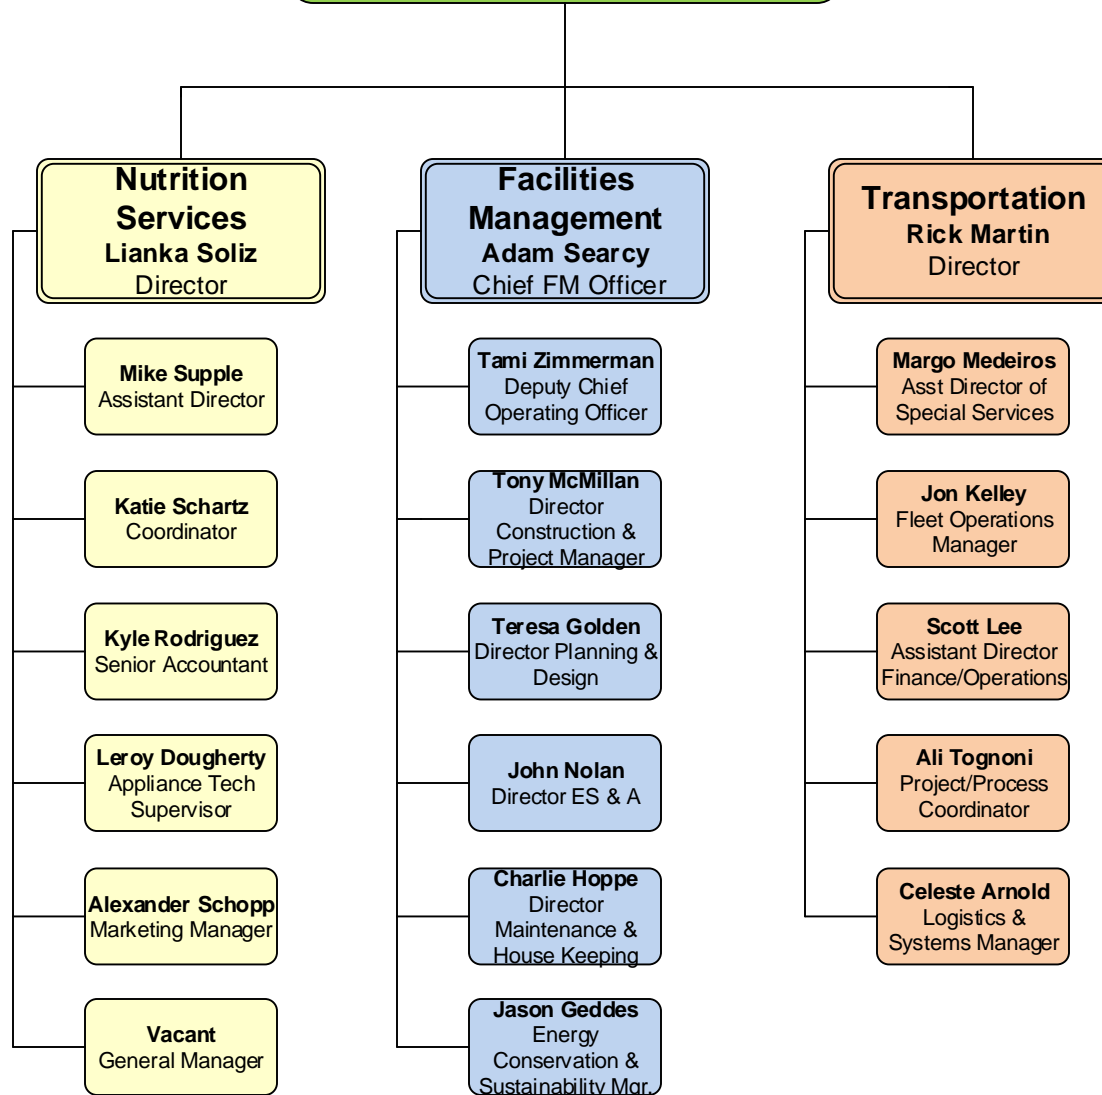 Nutrition
Services
Lianka Soliz
Director
Mike Supple
Assistant Director
Katie Schartz
Coordinator
Kyle Rodriguez
Senior Accountant
Leroy Dougherty
Appliance Tech
Supervisor
Alexander Schopp
Marketing Manager
Vacant
General Manager
Facilities
Management
Adam Searcy
Chief FM Officer
Tami Zimmerman
Deputy Chief
Operating Officer
Tony McMillan
Director
Construction &
Project Manager
Teresa Golden
Director Planning &
Design
John Nolan
Director ES & A
Charlie Hoppe
Director
Maintenance &
House Keeping
Jason Geddes
Energy
Conservation &
Sustainability Mgr.
Transportation
Rick Martin
Director
Margo Medeiros
Asst Director of
Special Services
Jon Kelley
Fleet Operations
Manager
Scott Lee
Assistant Director
Finance/Operations
Ali Tognoni
Project/Process
Coordinator
Celeste Arnold
Logistics &
Systems Manager